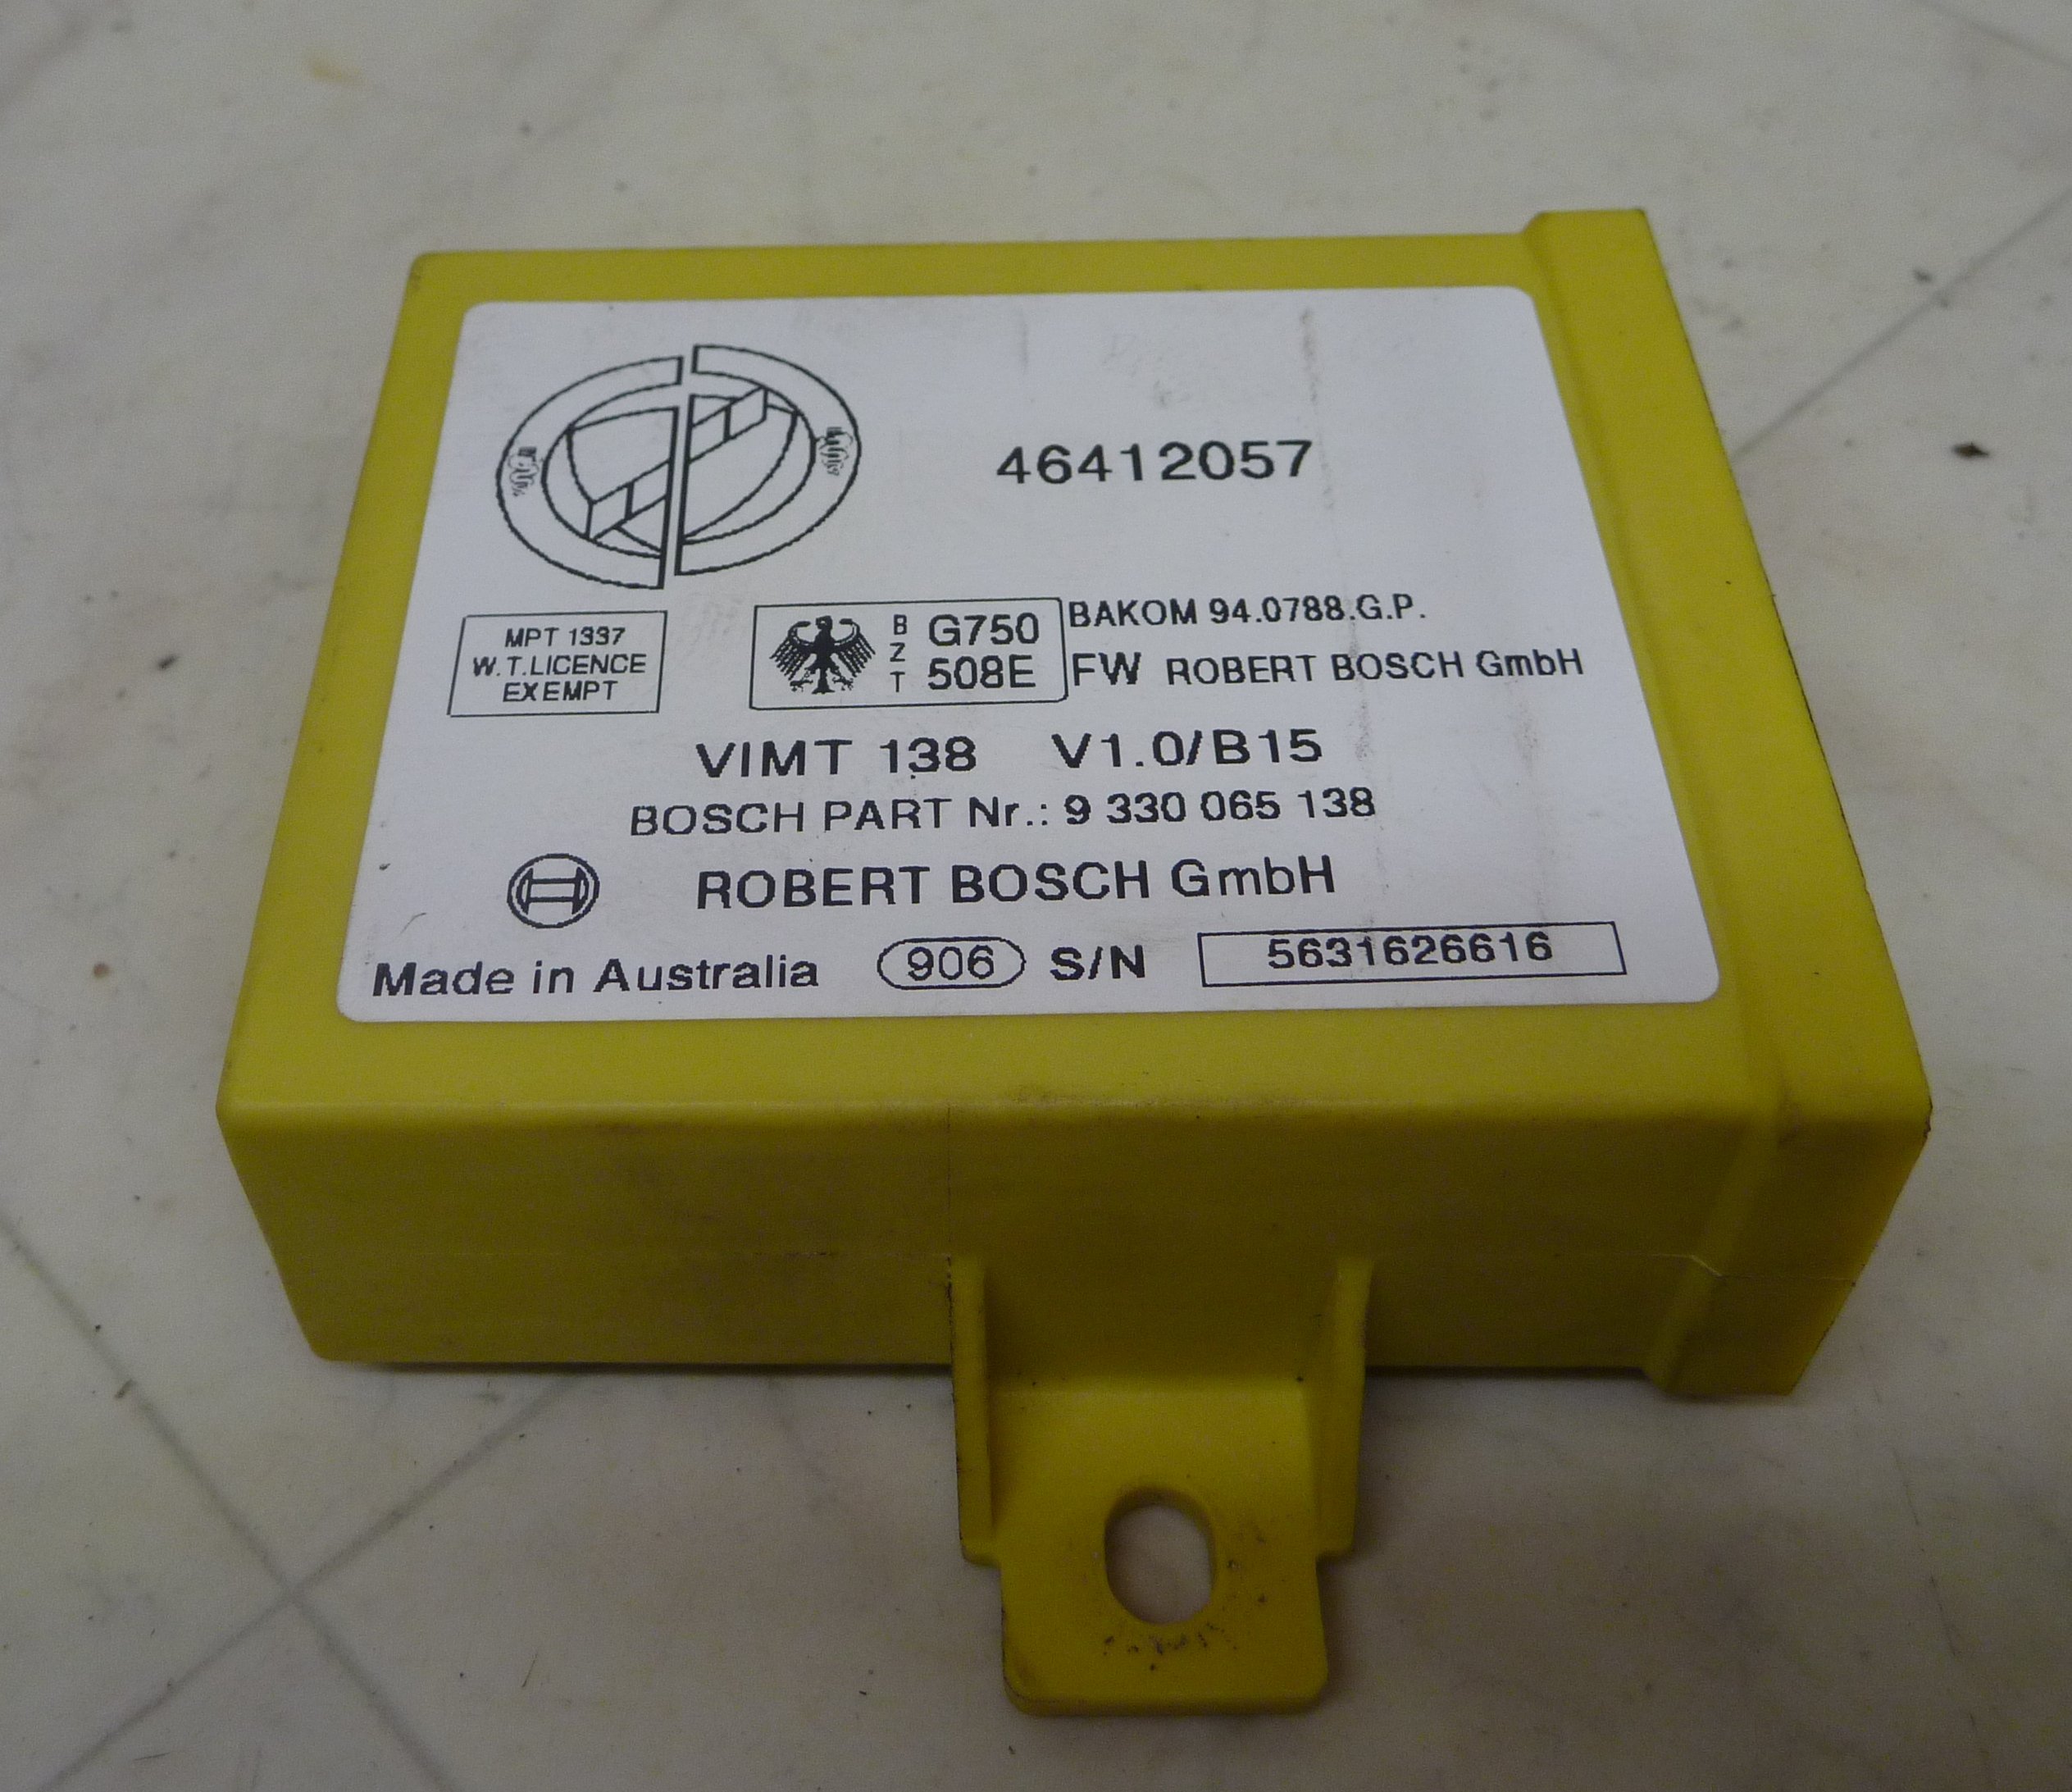 46412057
MPT 1337
W.T.LICENCE
EXEMPT
BZT
G750
508E
BAKOM 94.0788.G.P.
FW ROBERT BOSCH GmbH
VIMT 138 V1.0/B15
BOSCH PART Nr.: 9 330 065 138
ROBERT BOSCH GmbH
Made in Australia 906 S/N 5631626616